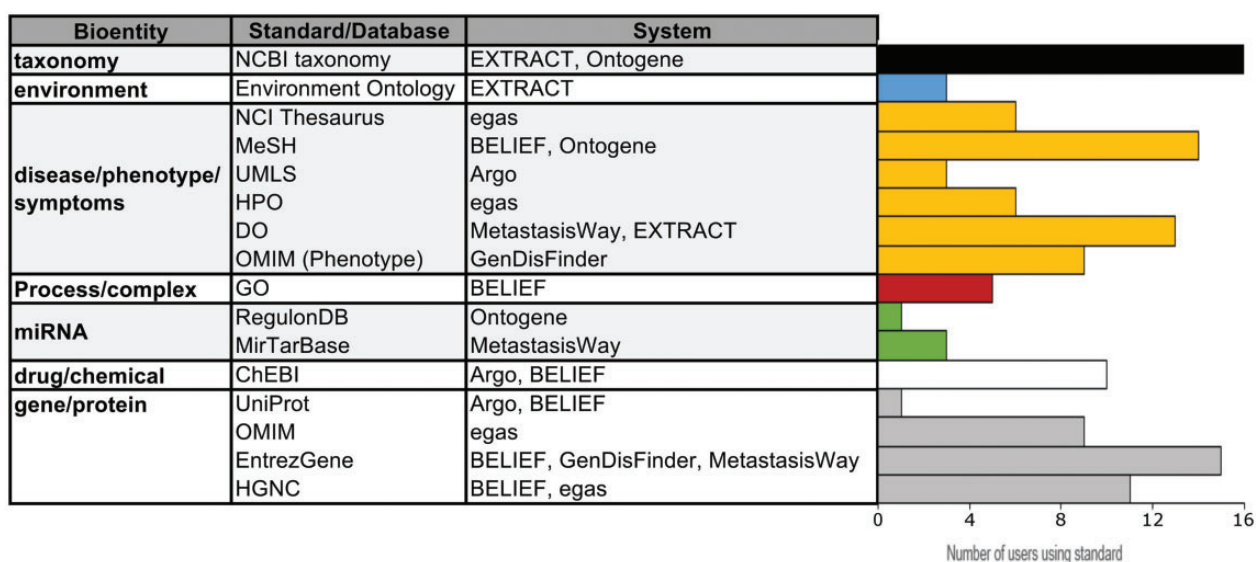 Bioentity Standard/Database System
taxonomy NCBI taxonomy EXTRACT, Ontogene
environment Environment Ontology EXTRACT
NCI Thesaurus egas
MeSH BELIEF, Ontogene
disease/phenotype/ UMLS Argo
symptoms HPO egas
DO MetastasisWay, EXTRACT
OMIM (Phenotype) GenDisFinder
Process/complex GO BELIEF
miRNA RegulonDB Ontogene
MirTarBase MetastasisWay
drug/chemical ChEBI Argo, BELIEF
gene/protein UniProt Argo, BELIEF
OMIM egas
EntrezGene BELIEF, GenDisFinder, MetastasisWay
HGNC BELIEF, egas
0 4 8 12 16
Number of users using standard